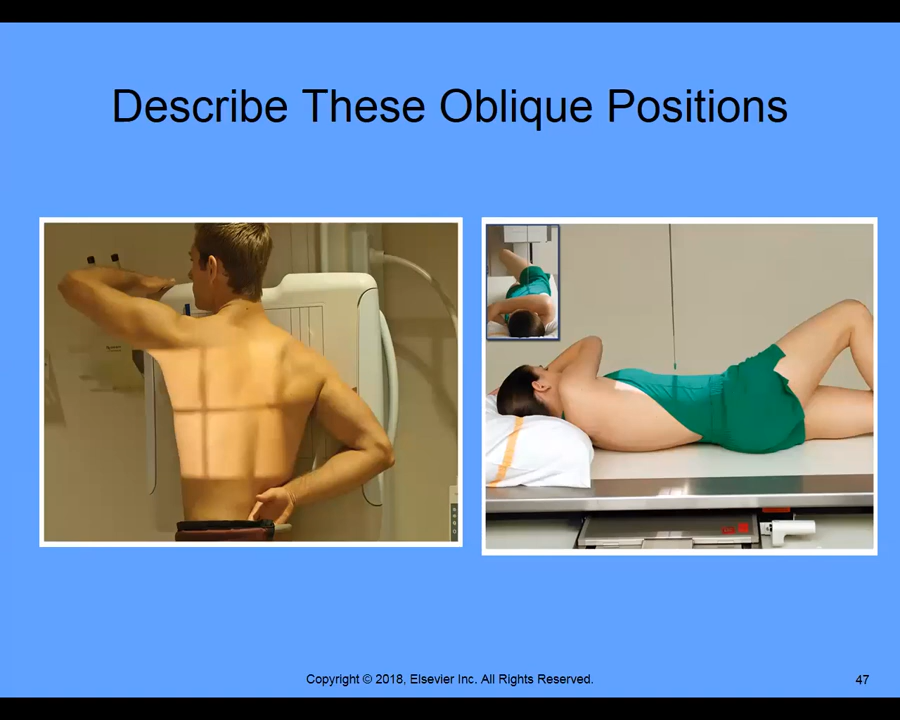 Describe These Oblique Positions
Copyright © 2018, Elsevier Inc. All Rights Reserved.
47